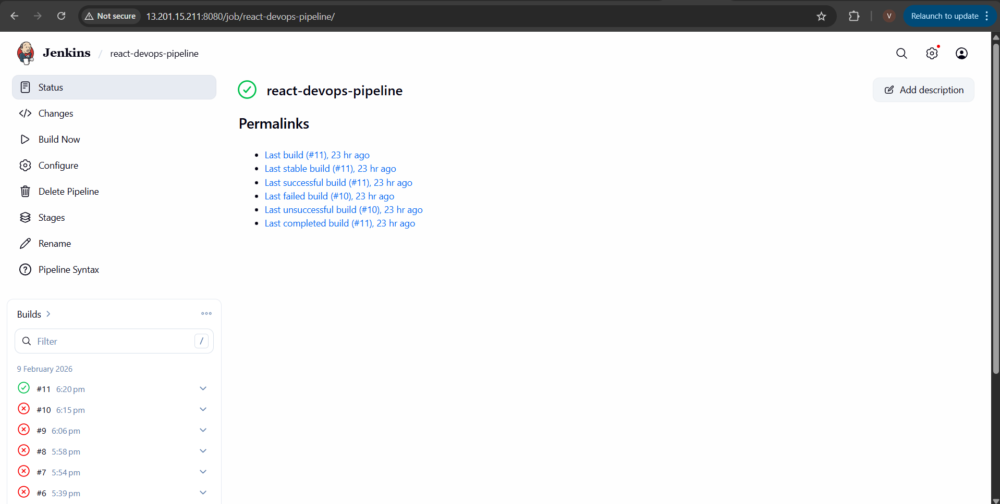 Not secure 13.201.15.211:8080/job/react-devops-pipeline/ V Relaunch to update
Jenkins / react-devops-pipeline
Status
Changes
Build Now
Configure
Delete Pipeline
Stages
Rename
Pipeline Syntax
react-devops-pipeline
Add description
Permalinks
Last build (#11), 23 hr ago
Last stable build (#11), 23 hr ago
Last successful build (#11), 23 hr ago
Last failed build (#10), 23 hr ago
Last unsuccessful build (#10), 23 hr ago
Last completed build (#11), 23 hr ago
Builds
Filter /
9 February 2026
#11 6:20 pm
#10 6:15 pm
#9 6:06 pm
#8 5:58 pm
#7 5:54 pm
#6 5:39 pm